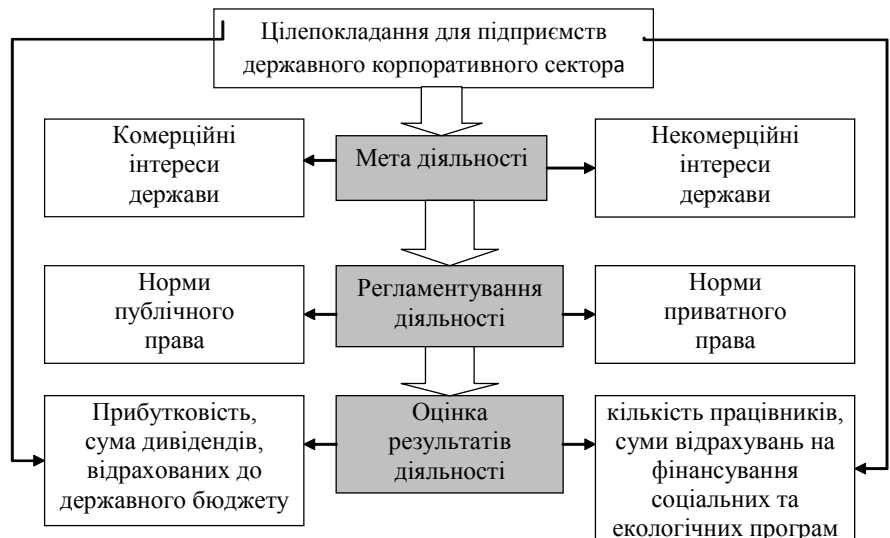 Цілепокладання для підприємств
державного корпоративного сектора
Комерційні
інтереси
держави
Мета діяльності
Некомерційні
інтереси
держави
Норми
публічного
права
Регламентування
діяльності
Норми
приватного
права
Прибутковість,
сума дивідендів,
відрахованих до
державного бюджету
Оцінка
результатів
діяльності
кількість працівників,
суми відрахувань на
фінансування
соціальних та
екологічних програм